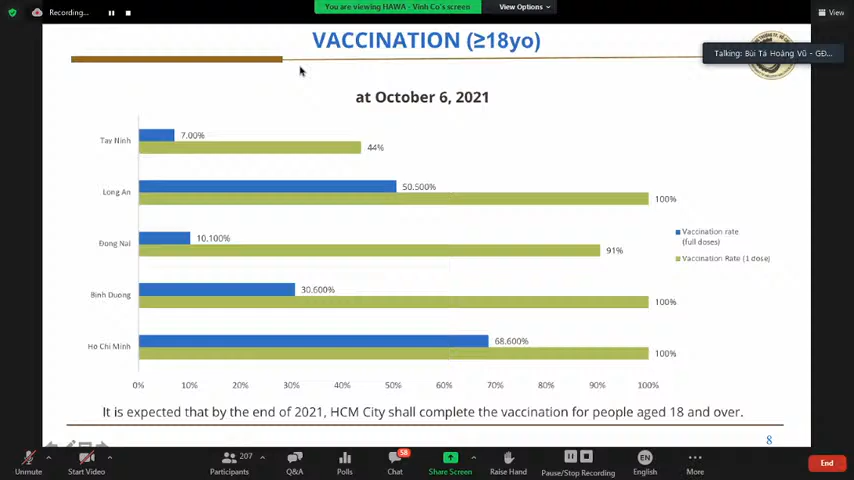 Recording...
You are viewing HAWA - Vinh Co's screen
View Options
View
VACCINATION (≥18yo)
Talking: Bùi Tá Hoàng Vũ - GĐ...
at October 6, 2021
Tay Ninh
7.00%
44%
Long An
50.500%
100%
Đong Nai
10.100%
91%
Binh Duong
30.600%
100%
Ho Chi Minh
68.600%
100%
Vaccination rate
(full doses)
Vaccination Rate (1 dose)
0% 10% 20% 30% 40% 50% 60% 70% 80% 90% 100%
It is expected that by the end of 2021, HCM City shall complete the vaccination for people aged 18 and over.
8
Unmute
Start Video
207
Participants
Q&A
Polls
58
Chat
Share Screen
Raise Hand
Pause/Stop Recording
EN
English
More
End